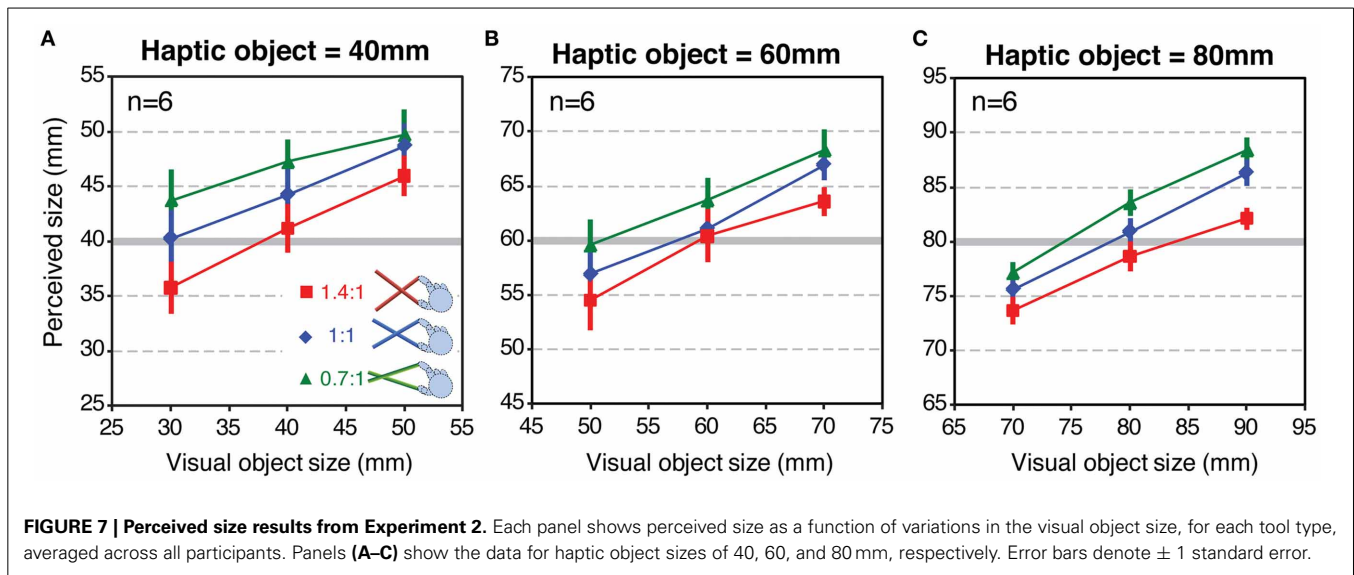 A
Haptic object = 40mm
55
50
45
40
35
30
25
Perceived size (mm)
n=6
1.4:1
1:1
0.7:1
25 30 35 40 45 50 55
Visual object size (mm)
B
Haptic object = 60mm
75
70
65
60
55
50
45
n=6
45 50 55 60 65 70 75
Visual object size (mm)
C
Haptic object = 80mm
95
90
85
80
75
70
65
n=6
65 70 75 80 85 90 95
Visual object size (mm)
FIGURE 7 | Perceived size results from Experiment 2. Each panel shows perceived size as a function of variations in the visual object size, for each tool type,
averaged across all participants. Panels (A–C) show the data for haptic object sizes of 40, 60, and 80 mm, respectively. Error bars denote ± 1 standard error.